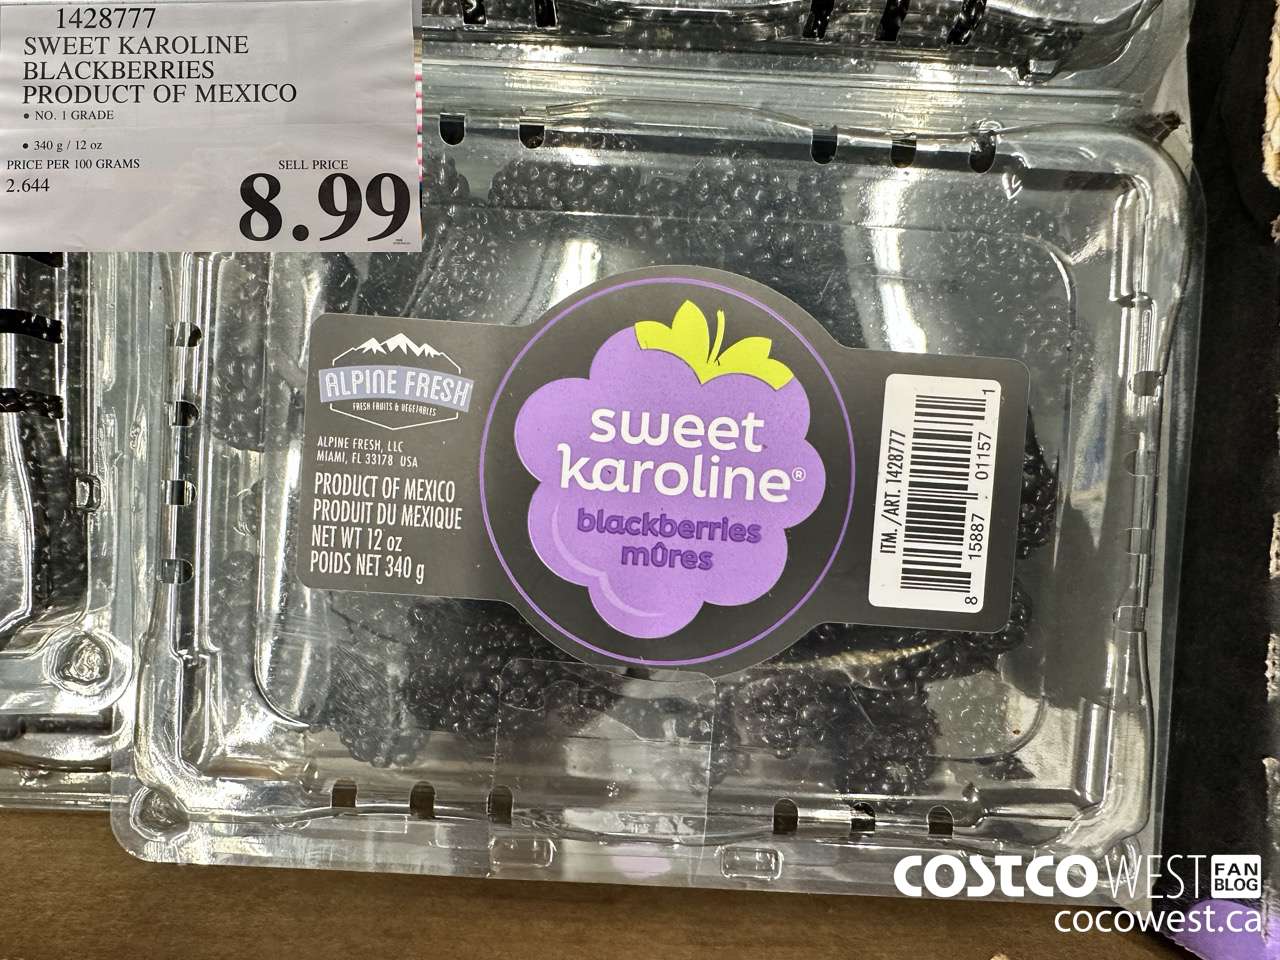 1428777
SWEET KAROLINE
BLACKBERRIES
PRODUCT OF MEXICO
• NO. 1 GRADE
• 340 g / 12 oz
PRICE PER 100 GRAMS
2.644
SELL PRICE
8.99
ALPINE FRESH
FRESH FRUITS & VEGETABLES
ALPINE FRESH, LLC
MIAMI, FL 33178 USA
PRODUCT OF MEXICO
PRODUIT DU MEXIQUE
NET WT 12 oz
POIDS NET 340 g
sweet
karoline®
blackberries
mûres
ITM. /ART. 1428777
8 15887 01157 1
COSTCO WEST FAN
BLOG
cocowest.ca